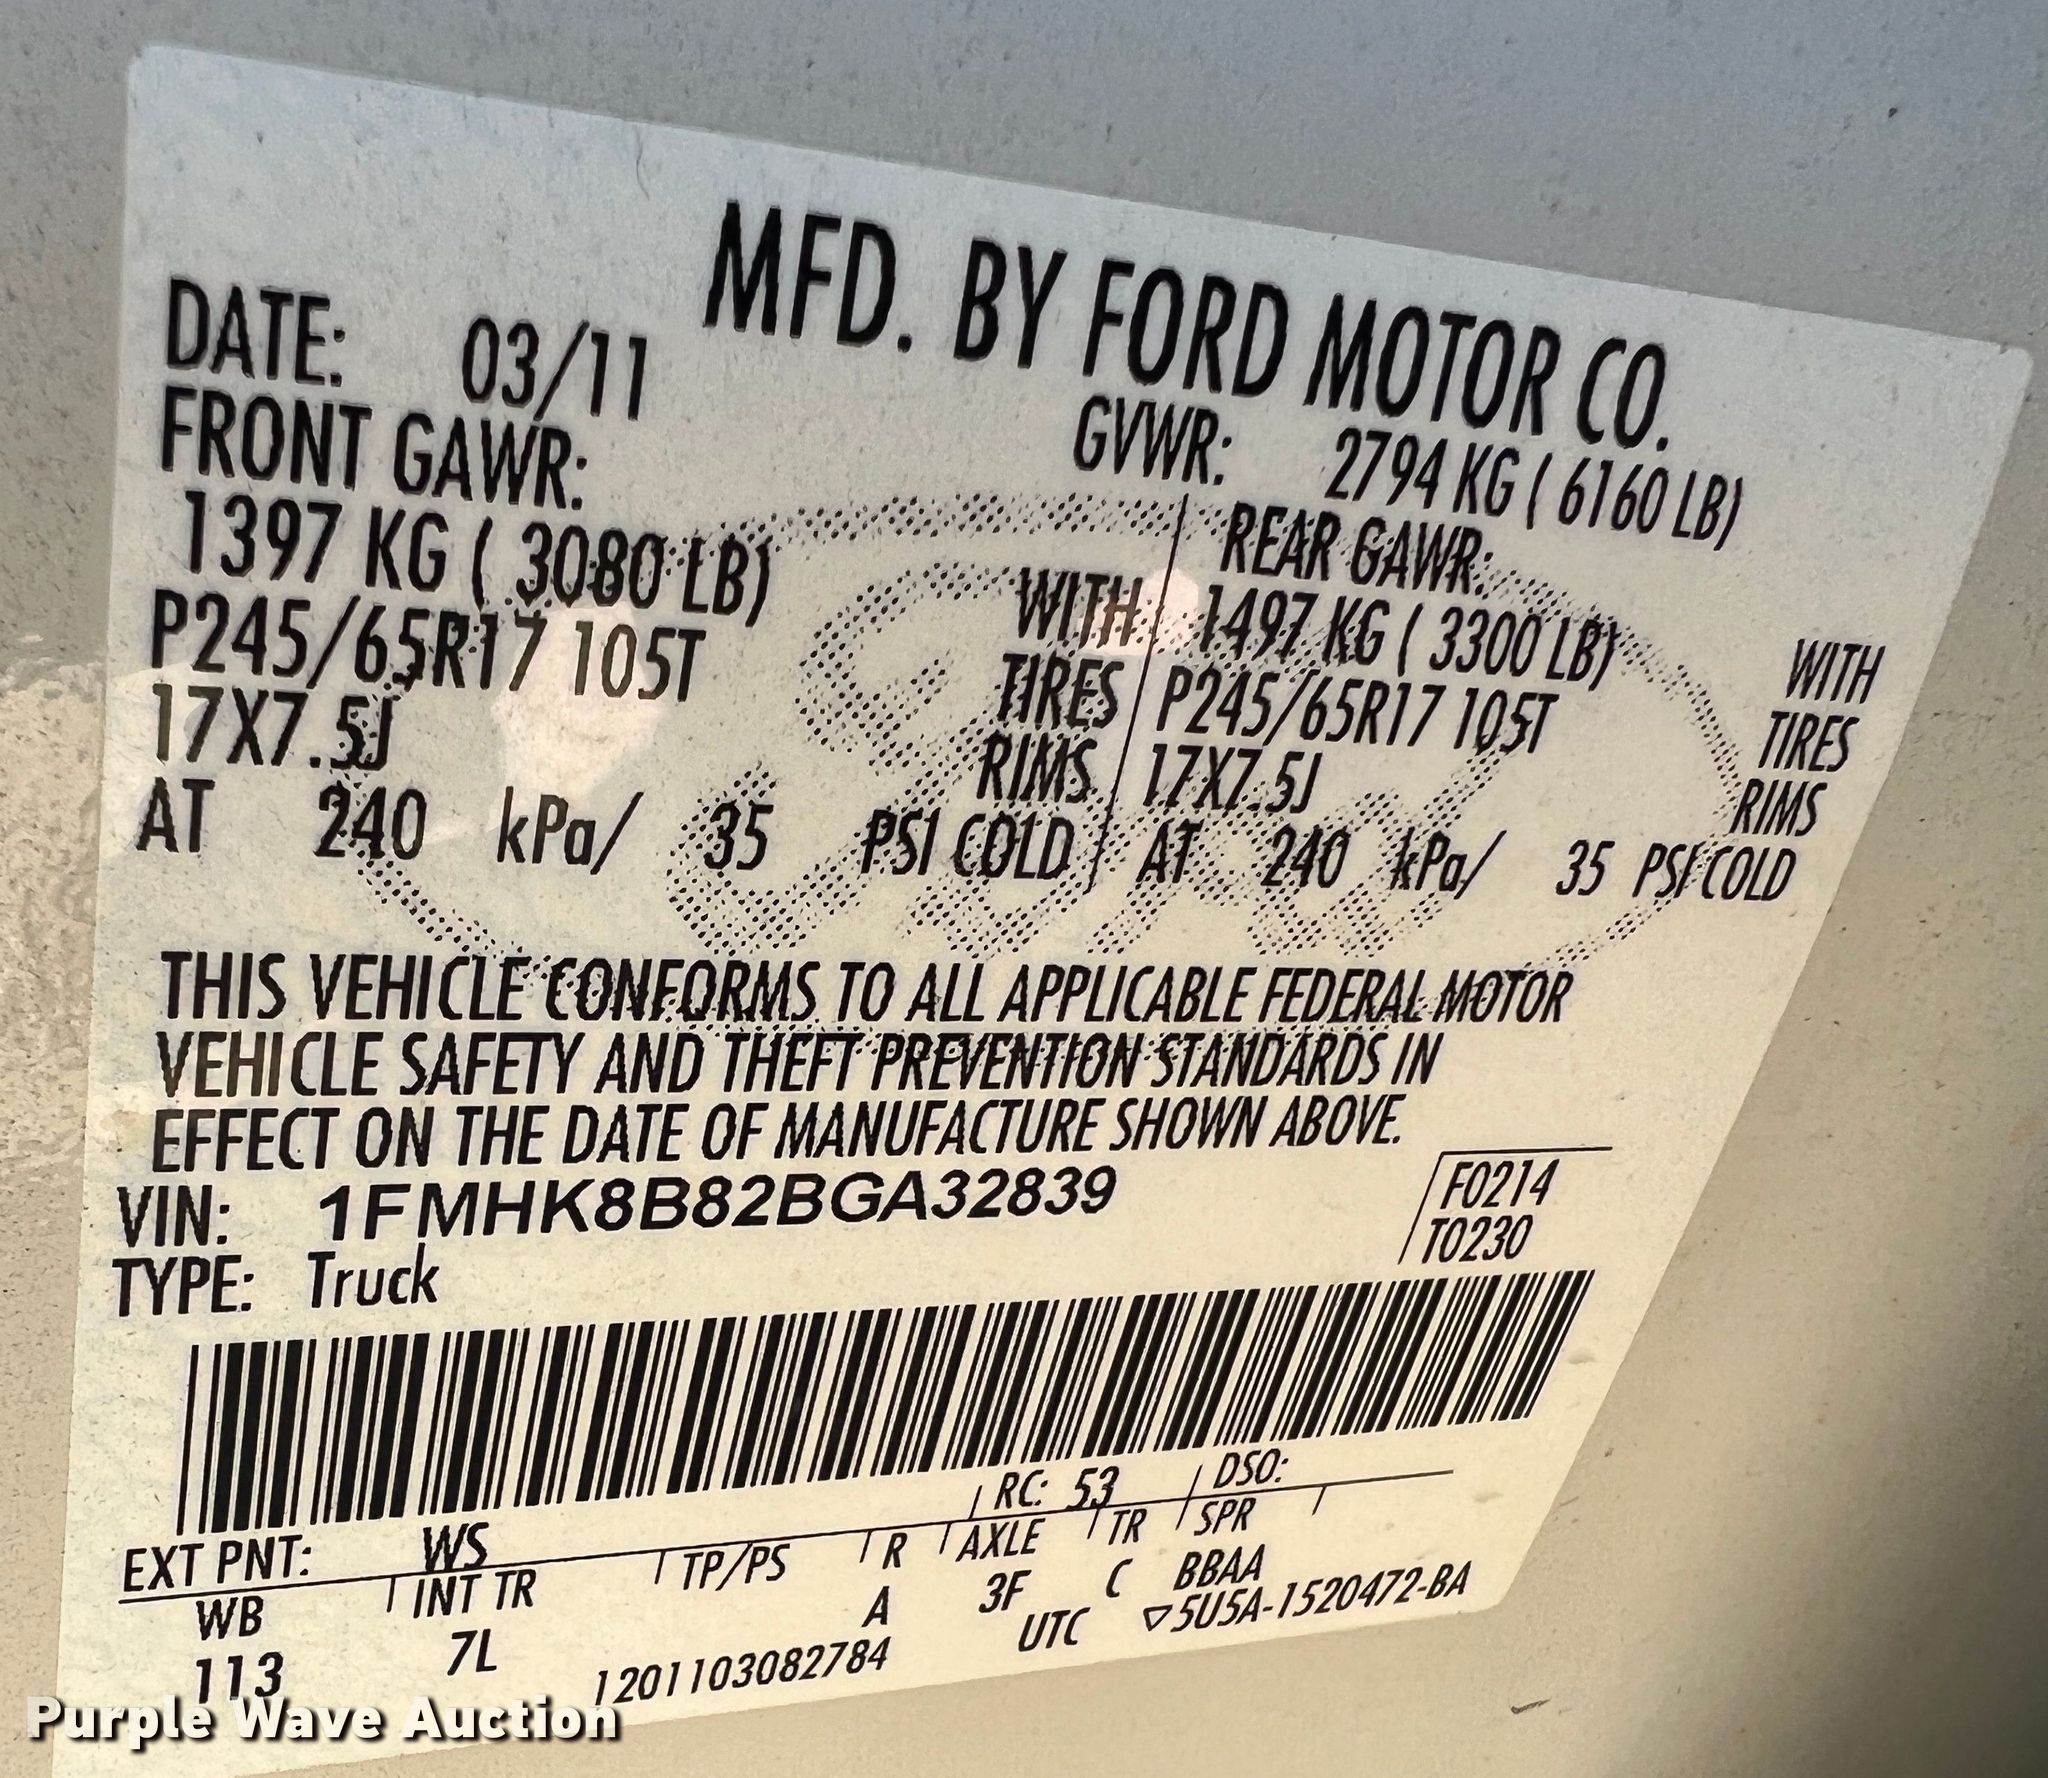 MFD. BY FORD MOTOR CO.
DATE: 03/11
GVWR: 2794 KG ( 6160 LB)
FRONT GAWR:
REAR GAWR:
1397 KG ( 3080 LB) WITH
1497 KG ( 3300 LB) WITH
P245/65R17 105T TIRES
P245/65R17 105T TIRES
17X7.5J RIMS
17X7.5J RIMS
AT 240 kPa/ 35 PSI COLD
AT 240 kPa/ 35 PSI COLD
THIS VEHICLE CONFORMS TO ALL APPLICABLE FEDERAL MOTOR
VEHICLE SAFETY AND THEFT PREVENTION STANDARDS IN
EFFECT ON THE DATE OF MANUFACTURE SHOWN ABOVE.
VIN: 1FMHK8B82BGA32839
F0214
T0230
TYPE: Truck
EXT PNT: WS RC: 53 DSO:
WB INT TR TP/PS R AXLE TR SPR
113 7L A 3F C BBAA
1201103082784 UTC ▽5U5A-1520472-BA
Ford
Purple Wave Auction